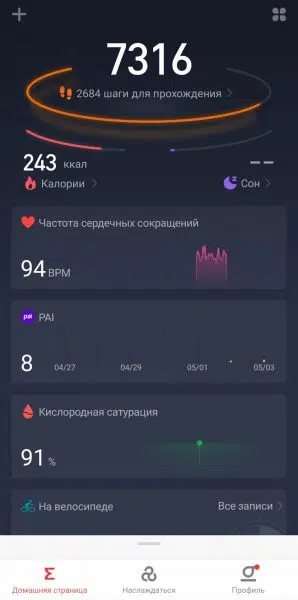 7316
2684 шаги для прохождения
243 ккал
--
Калории
Сон
Частота сердечных сокращений
94 BPM
PAI PAI
8
04/27 04/29 05/01 05/03
Кислородная сатурация
91 %
На велосипеде Все записи
Домашняя страница Наслаждаться Профиль